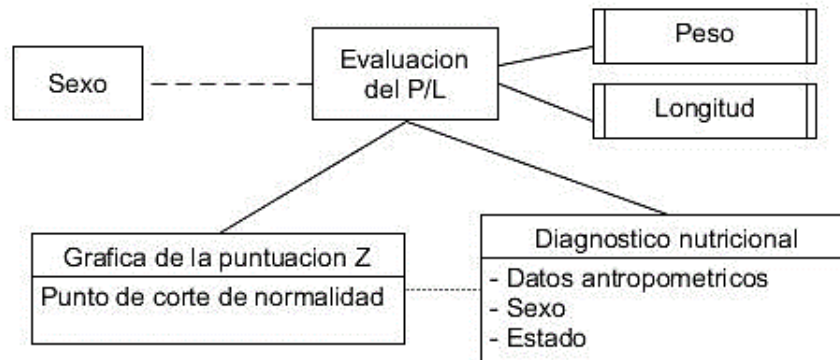 Sexo
Evaluacion
del P/L
Peso
Longitud
Grafica de la puntuacion Z
Punto de corte de normalidad
Diagnostico nutricional
- Datos antropometricos
- Sexo
- Estado